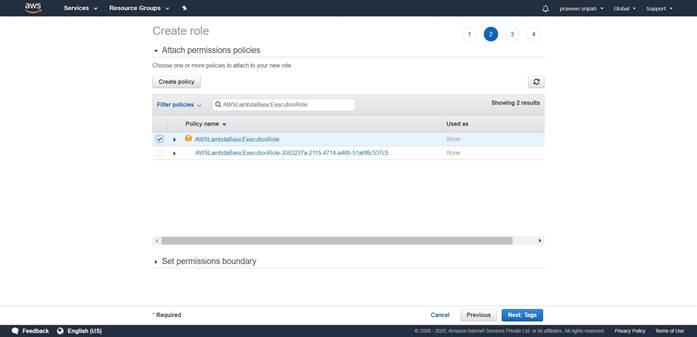 aws
Services
Resource Groups
praveen sripati
Global
Support
Create role
1
2
3
4
Attach permissions policies
Choose one or more policies to attach to your new role.
Create policy
Filter policies
AWSLambdaBasicExecutionRole
Showing 2 results
Policy name
Used as
AWSLambdaBasicExecutionRole
None
AWSLambdaBasicExecutionRole-3083237a-2115-4714-a46b-51a6f6c537c5
None
Set permissions boundary
* Required
Cancel
Previous
Next: Tags
Feedback
English (US)
© 2008 - 2020, Amazon Internet Services Private Ltd. or its affiliates. All rights reserved.
Privacy Policy
Terms of Use